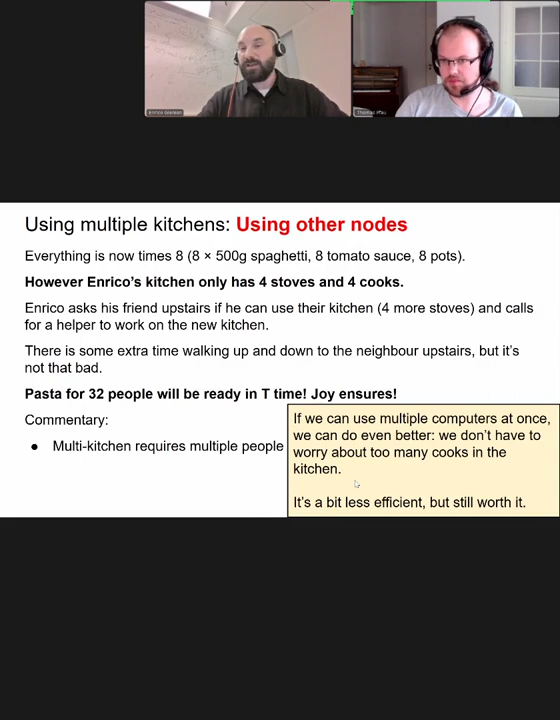 Enrico Glerean
Thomas Pfau
Using multiple kitchens: Using other nodes
Everything is now times 8 (8 × 500g spaghetti, 8 tomato sauce, 8 pots).
However Enrico's kitchen only has 4 stoves and 4 cooks.
Enrico asks his friend upstairs if he can use their kitchen (4 more stoves) and calls
for a helper to work on the new kitchen.
There is some extra time walking up and down to the neighbour upstairs, but it's
not that bad.
Pasta for 32 people will be ready in T time! Joy ensures!
Commentary:
● Multi-kitchen requires multiple people
If we can use multiple computers at once,
we can do even better: we don't have to
worry about too many cooks in the
kitchen.
It's a bit less efficient, but still worth it.